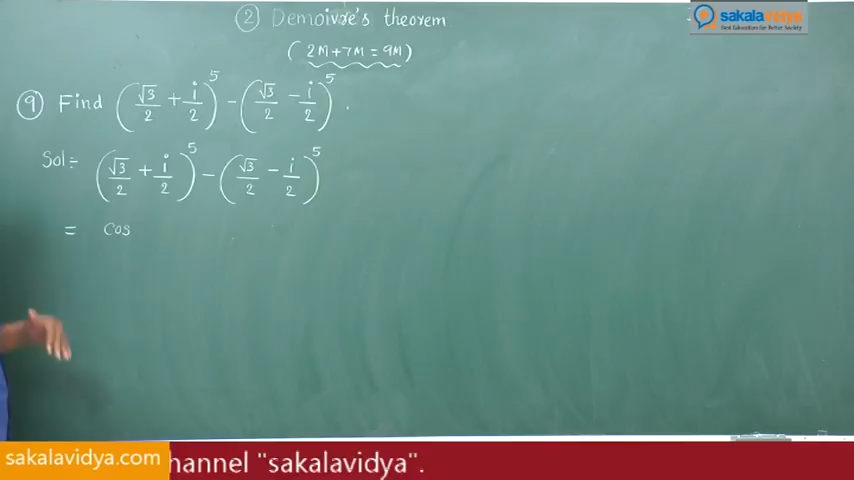 ② Demoivre's theorem
(2M+7M=9M)
⑨ Find (√3/2 + i/2)^5 - (√3/2 - i/2)^5.
Sol:- (√3/2 + i/2)^5 - (√3/2 - i/2)^5
= cos
sakalavidya
sakalavidya.com hannel "sakalavidya".